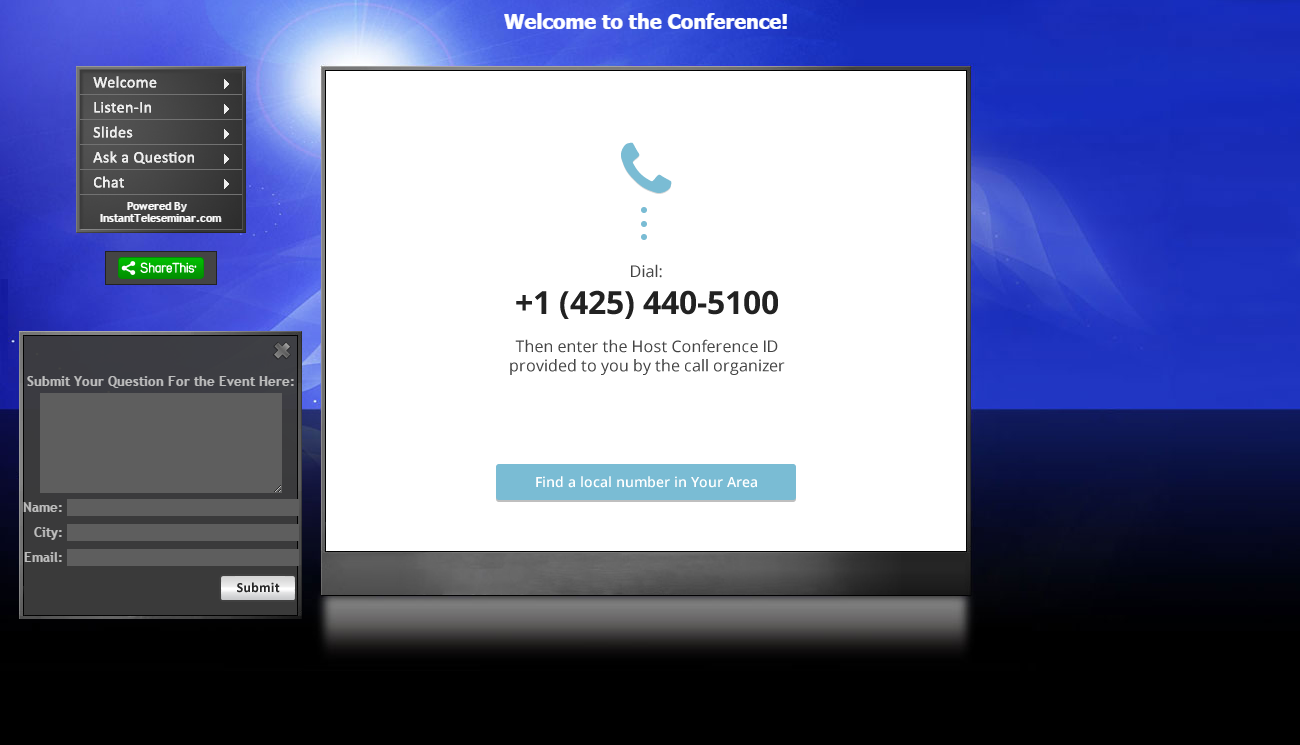 Welcome to the Conference!
Welcome
Listen-In
Slides
Ask a Question
Chat
Powered By
InstantTeleseminar.com
ShareThis
Submit Your Question For the Event Here:
Name:
City:
Email:
Submit
Dial:
+1 (425) 440-5100
Then enter the Host Conference ID
provided to you by the call organizer
Find a local number in Your Area